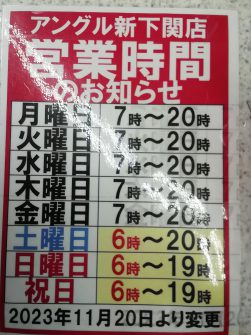 アングル新下関店
営業時間
のお知らせ
月曜日 7時～20時
火曜日 7時～20時
水曜日 7時～20時
木曜日 7時～20時
金曜日 7時～20時
土曜日 6時～20時
日曜日 6時～19時
祝日 6時～19時
2023年11月20日より変更